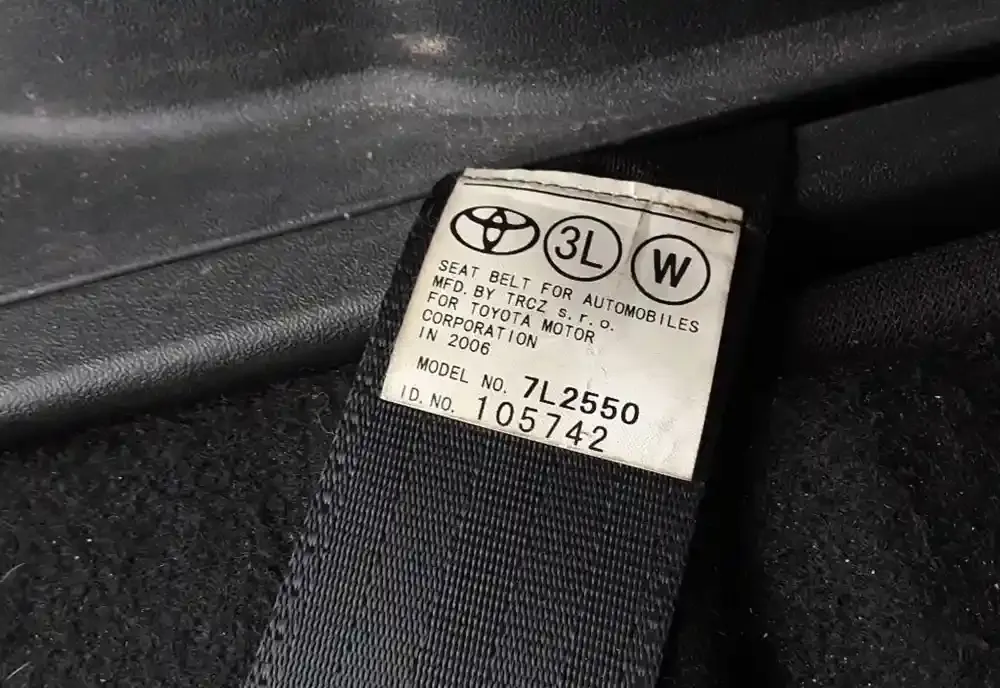 3L W
SEAT BELT FOR AUTOMOBILES
MFD. BY TRCZ s. r. o.
FOR TOYOTA MOTOR
CORPORATION
IN 2006
MODEL NO. 7L2550
ID. NO. 105742